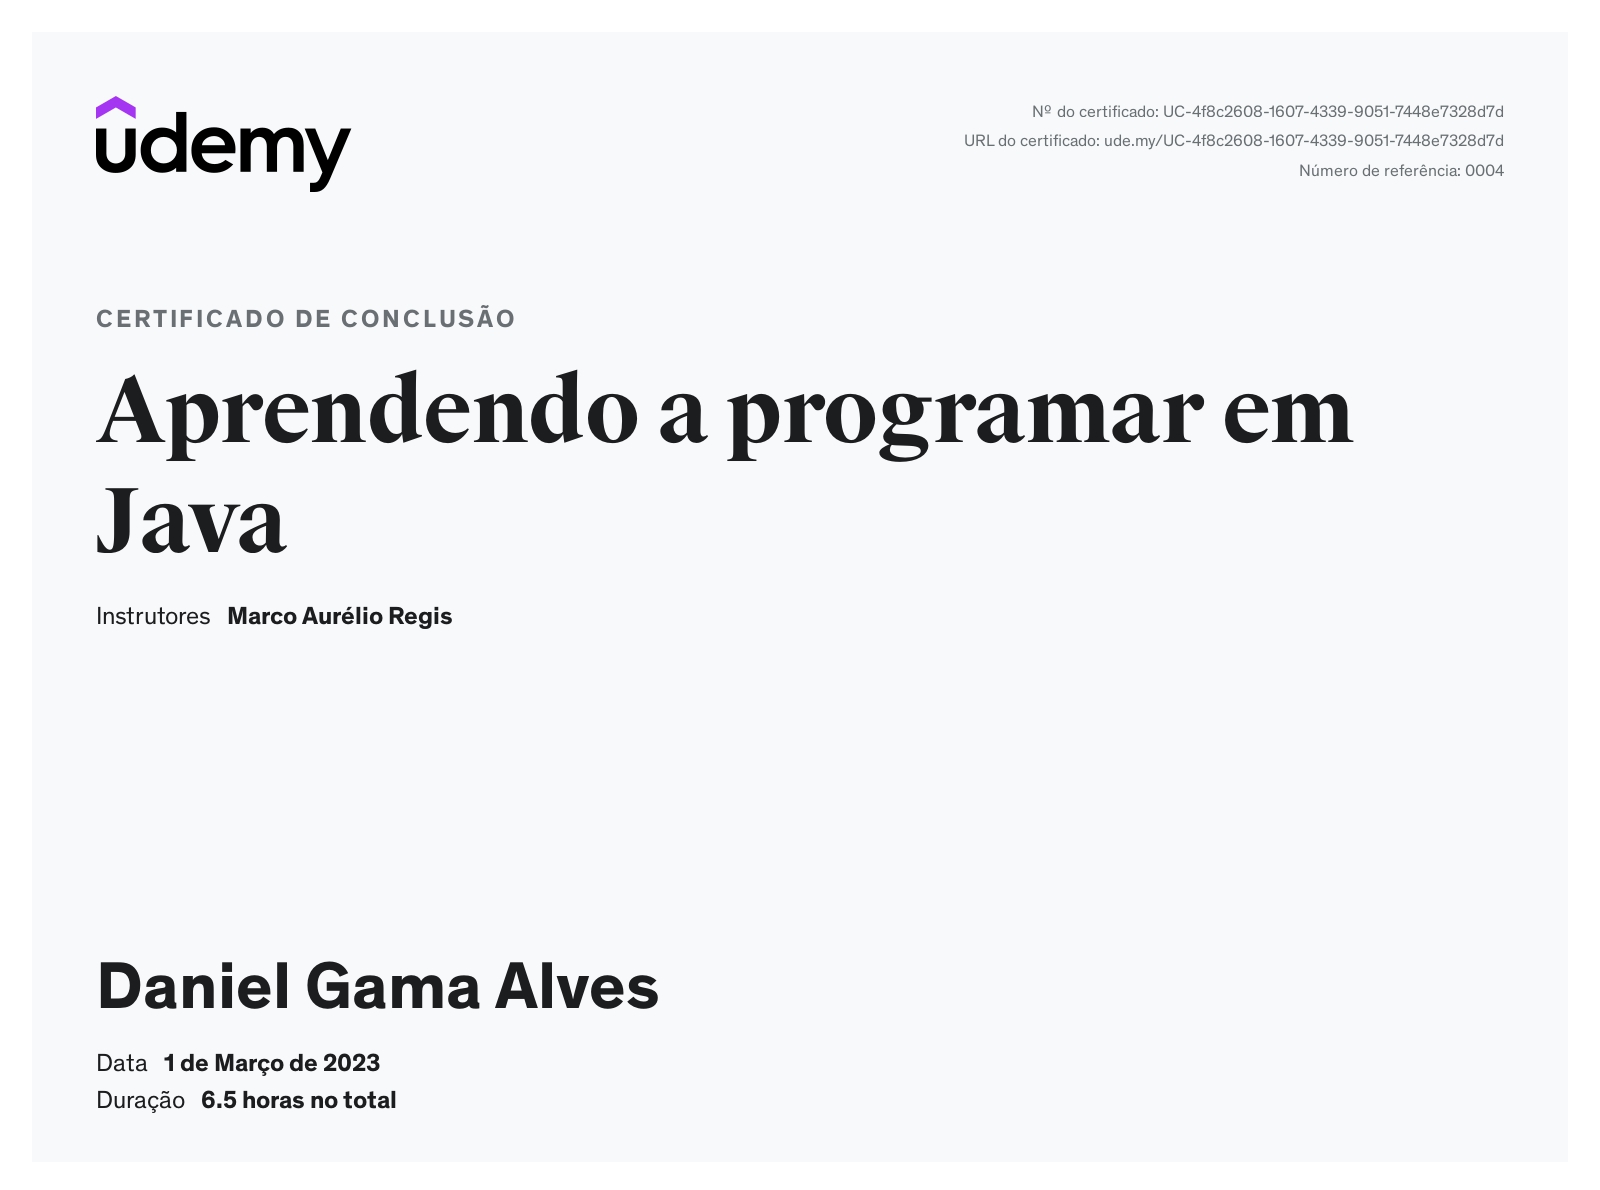 udemy
Nº do certificado: UC-4f8c2608-1607-4339-9051-7448e7328d7d
URL do certificado: ude.my/UC-4f8c2608-1607-4339-9051-7448e7328d7d
Número de referência: 0004
CERTIFICADO DE CONCLUSÃO
Aprendendo a programar em
Java
Instrutores Marco Aurélio Regis
Daniel Gama Alves
Data 1 de Março de 2023
Duração 6.5 horas no total